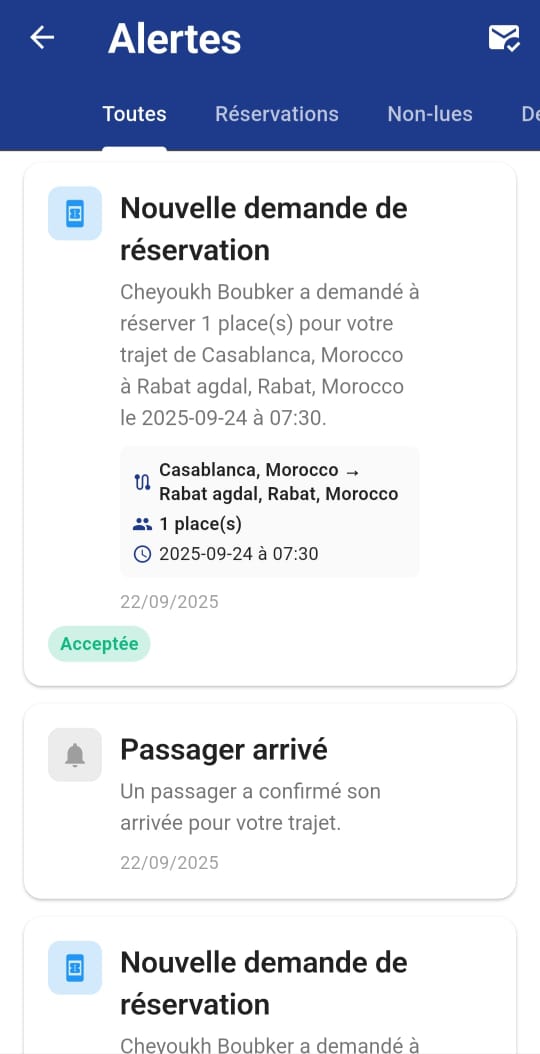 Alertes
Toutes
Réservations
Non-lues
De
Nouvelle demande de
réservation
Cheyoukh Boubker a demandé à
réserver 1 place(s) pour votre
trajet de Casablanca, Morocco
à Rabat agdal, Rabat, Morocco
le 2025-09-24 à 07:30.
Casablanca, Morocco →
Rabat agdal, Rabat, Morocco
1 place(s)
2025-09-24 à 07:30
22/09/2025
Acceptée
Passager arrivé
Un passager a confirmé son
arrivée pour votre trajet.
22/09/2025
Nouvelle demande de
réservation
Cheyoukh Boubker a demandé à